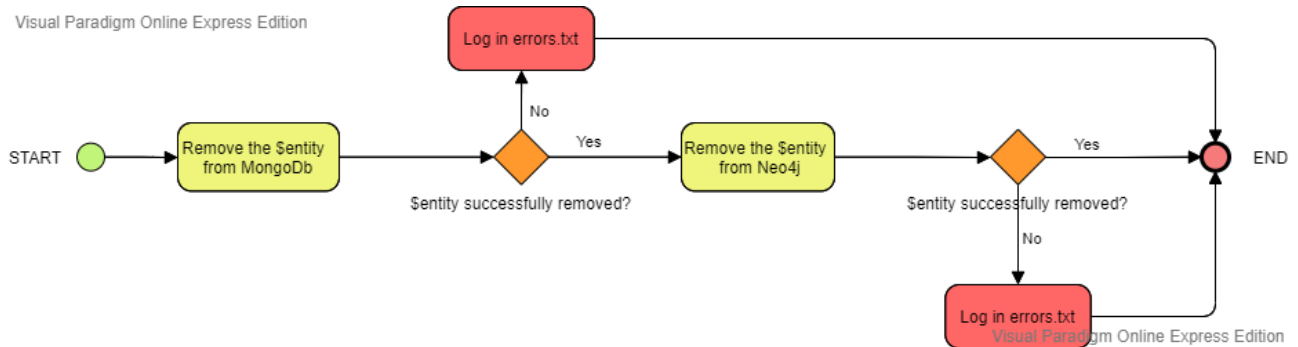 Visual Paradigm Online Express Edition
Log in errors.txt
No
START
Remove the $entity
from MongoDb
Yes
Remove the $entity
from Neo4j
Yes
END
$entity successfully removed?
$entity successfully removed?
No
Log in errors.txt
Visual Paradigm Online Express Edition